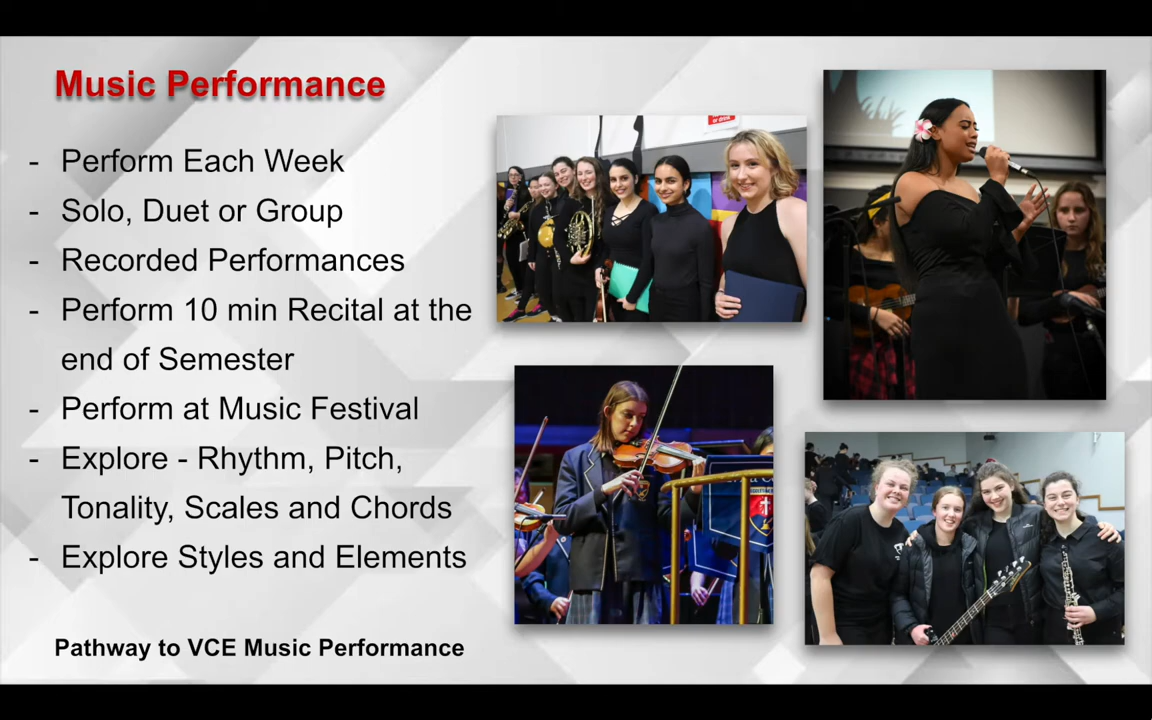 Music Performance
- Perform Each Week
- Solo, Duet or Group
- Recorded Performances
- Perform 10 min Recital at the
end of Semester
- Perform at Music Festival
- Explore - Rhythm, Pitch,
Tonality, Scales and Chords
- Explore Styles and Elements
Pathway to VCE Music Performance
or drink